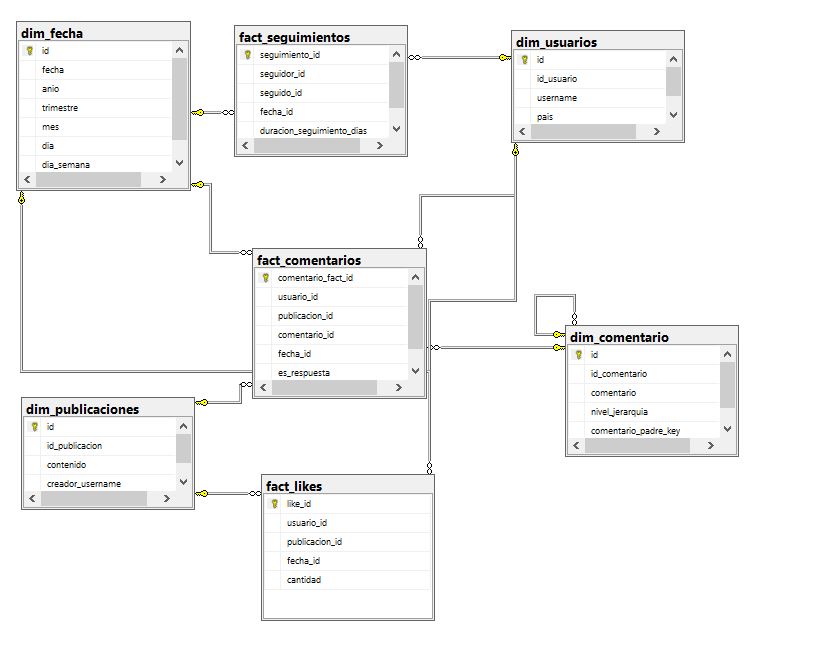 dim_fecha
id
fecha
anio
trimestre
mes
dia
dia_semana
fact_seguimientos
seguimiento_id
seguidor_id
seguido_id
fecha_id
duracion_seguimiento_dias
dim_usuarios
id
id_usuario
username
pais
fact_comentarios
comentario_fact_id
usuario_id
publicacion_id
comentario_id
fecha_id
es_respuesta
dim_comentario
id
id_comentario
comentario
nivel_jerarquia
comentario_padre_key
dim_publicaciones
id
id_publicacion
contenido
creador_username
fact_likes
like_id
usuario_id
publicacion_id
fecha_id
cantidad